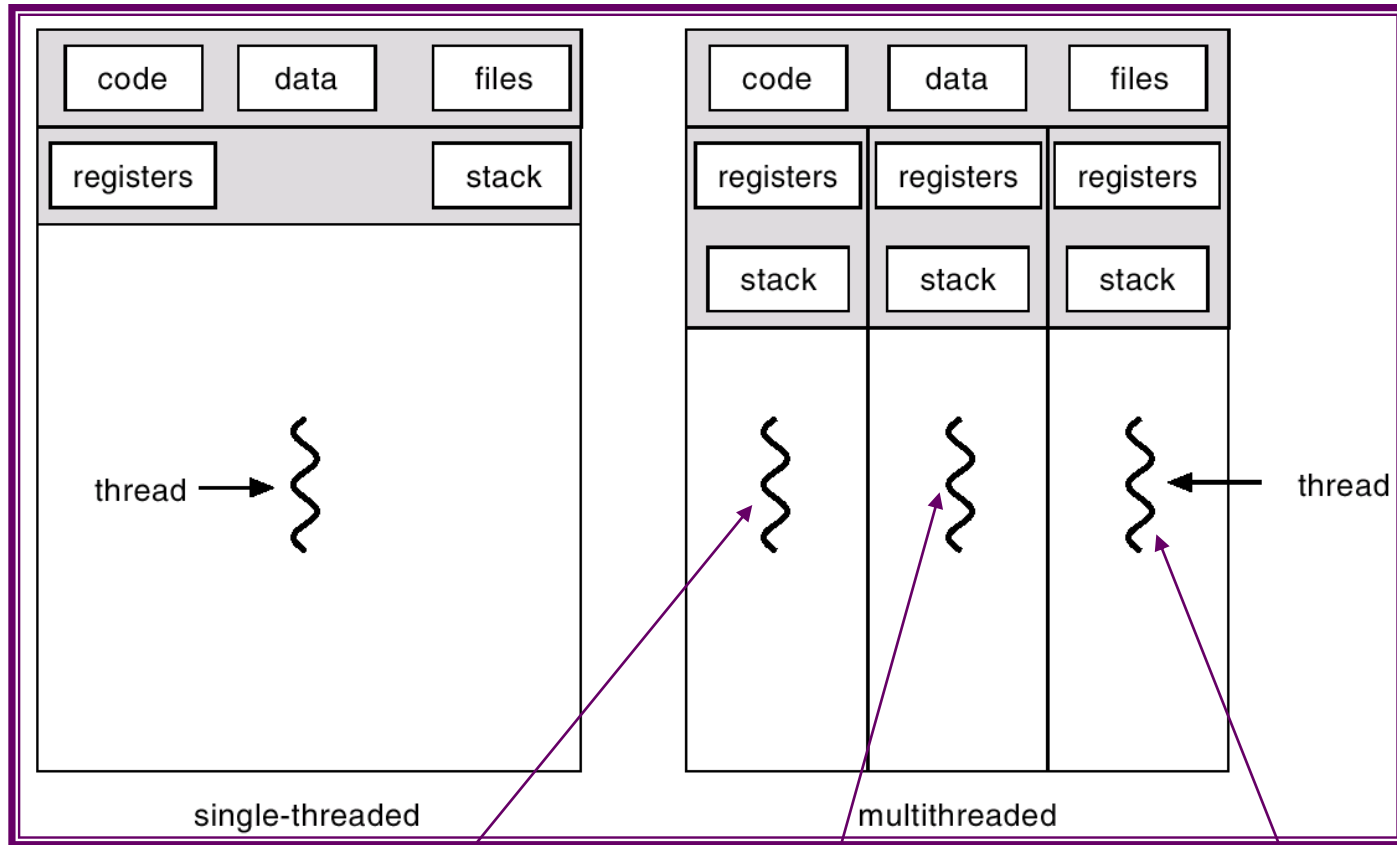 code data files
registers stack
thread
single-threaded
code data files
registers registers registers
stack stack stack
thread
multithreaded